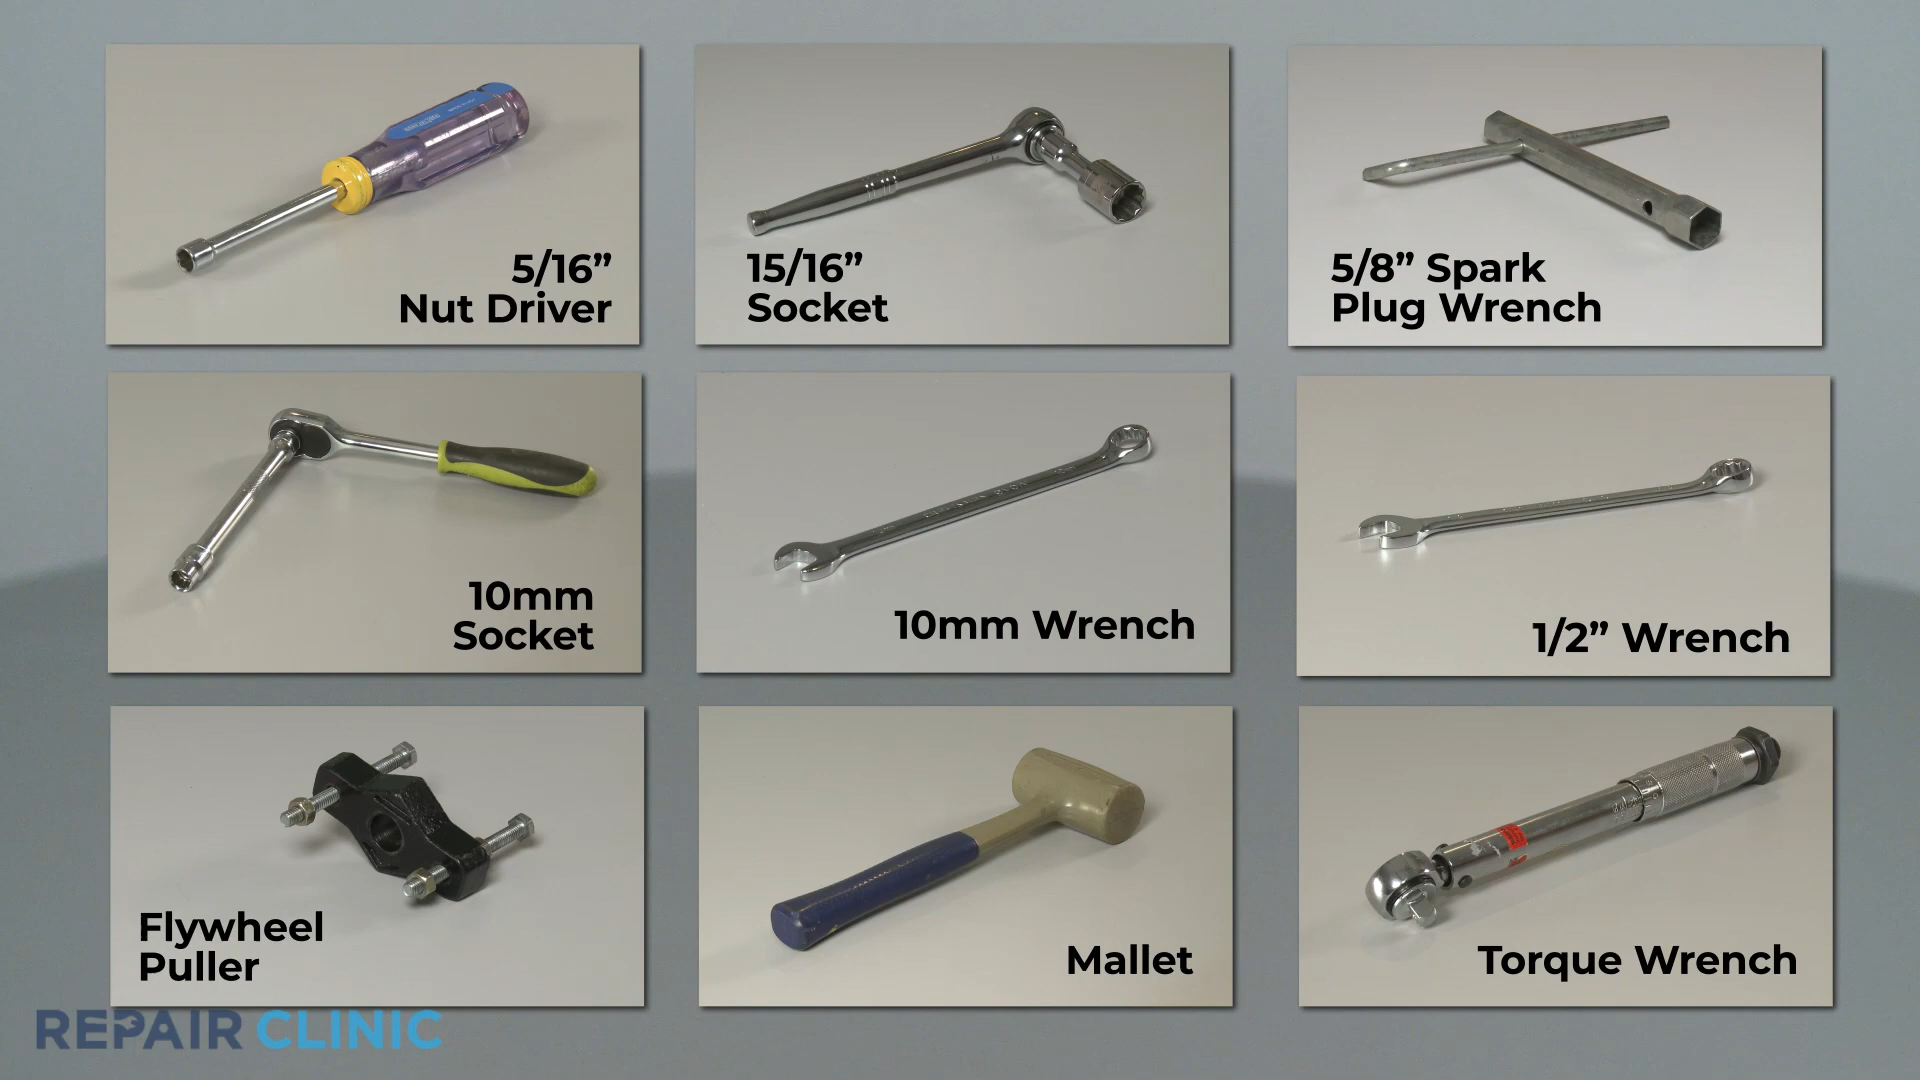 5/16”
Nut Driver
15/16”
Socket
5/8” Spark
Plug Wrench
10mm
Socket
10mm Wrench
1/2” Wrench
Flywheel
Puller
Mallet
Torque Wrench
REPAIR CLINIC